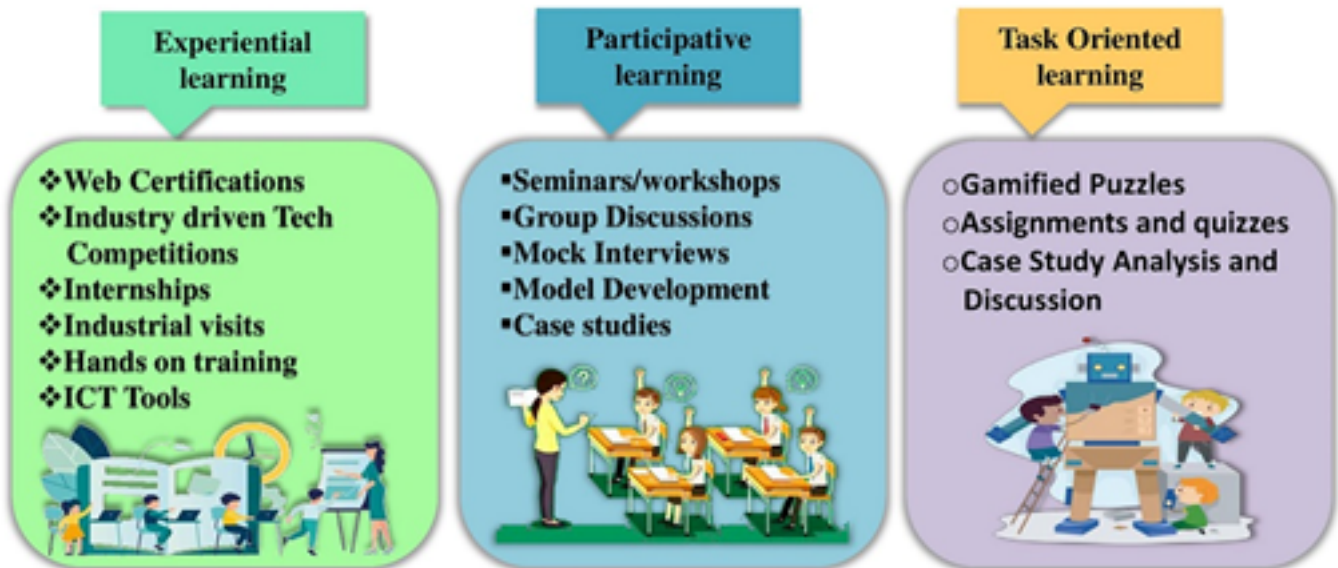 Experiential
learning
❖Web Certifications
❖Industry driven Tech
Competitions
❖Internships
❖Industrial visits
❖Hands on training
❖ICT Tools
Participative
learning
▪Seminars/workshops
▪Group Discussions
▪Mock Interviews
▪Model Development
▪Case studies
Task Oriented
learning
○Gamified Puzzles
○Assignments and quizzes
○Case Study Analysis and
Discussion